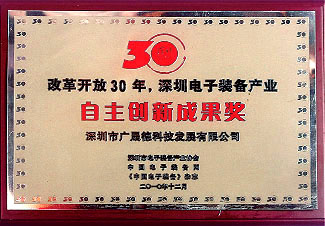 30
改革开放30年，深圳电子装备产业
自主创新成果奖
深圳市广晟德科技发展有限公司
深圳市电子装备产业协会
中国电子装备网
《中国电子装备》杂志
二〇一〇年十二月